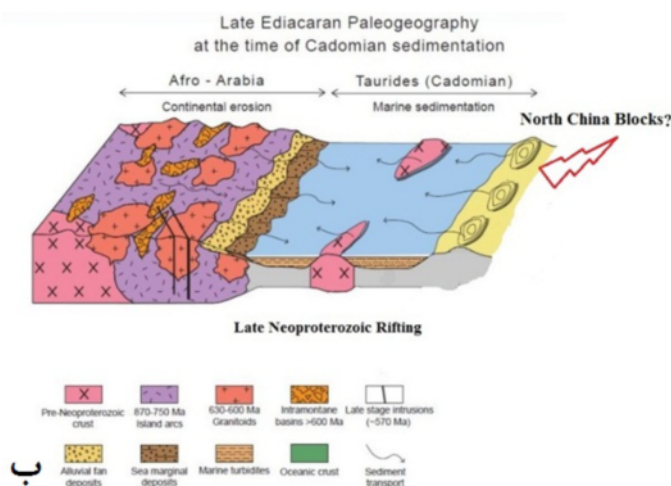 Late Ediacaran Paleogeography
at the time of Cadomian sedimentation
Afro - Arabia
Continental erosion
Taurides (Cadomian)
Marine sedimentation
North China Blocks?
Late Neoproterozoic Rifting
Pre-Neoproterozoic
crust
870-750 Ma
Island arcs
630-600 Ma
Granitoids
Intramontane
basins >600 Ma
Late stage intrusions
(~570 Ma)
Alluvial fan
deposits
Sea marginal
deposits
Marine turbidites
Oceanic crust
Sediment
transport
ب